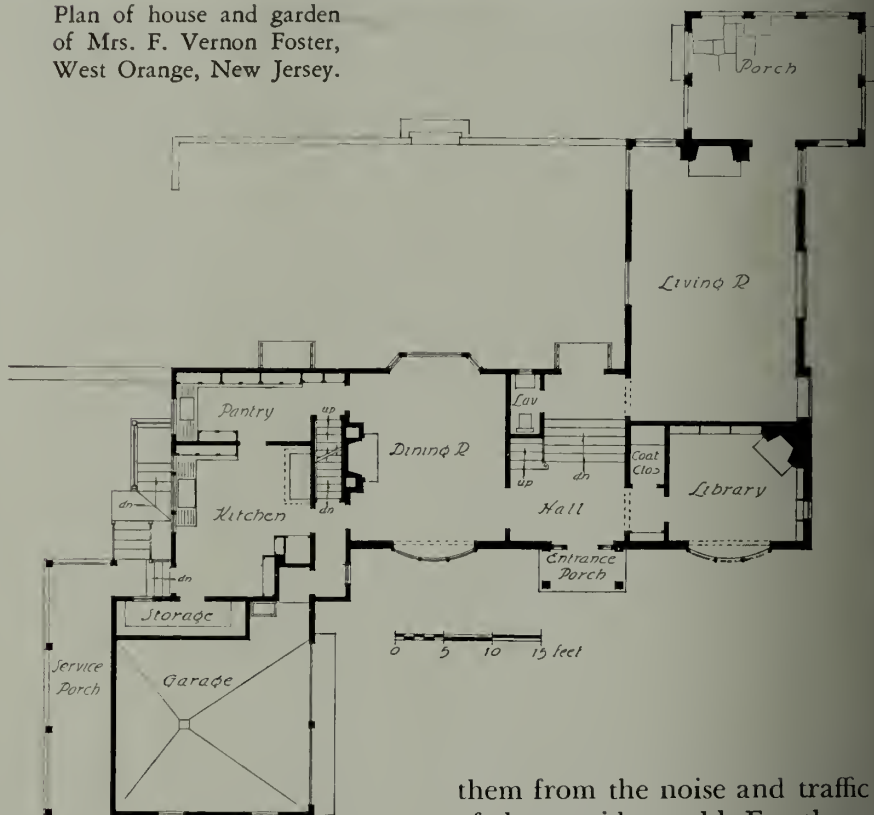 Plan of house and garden
of Mrs. F. Vernon Foster,
West Orange, New Jersey.
Porch
Living R
Lav
Pantry
up
Dining R
Coat
Clos
Library
up
dn
Hall
dn
dn
Kitchen
Entrance
Porch
dn
Storage
0 5 10 15 feet
Service
Porch
Garage
them from the noise and traffic